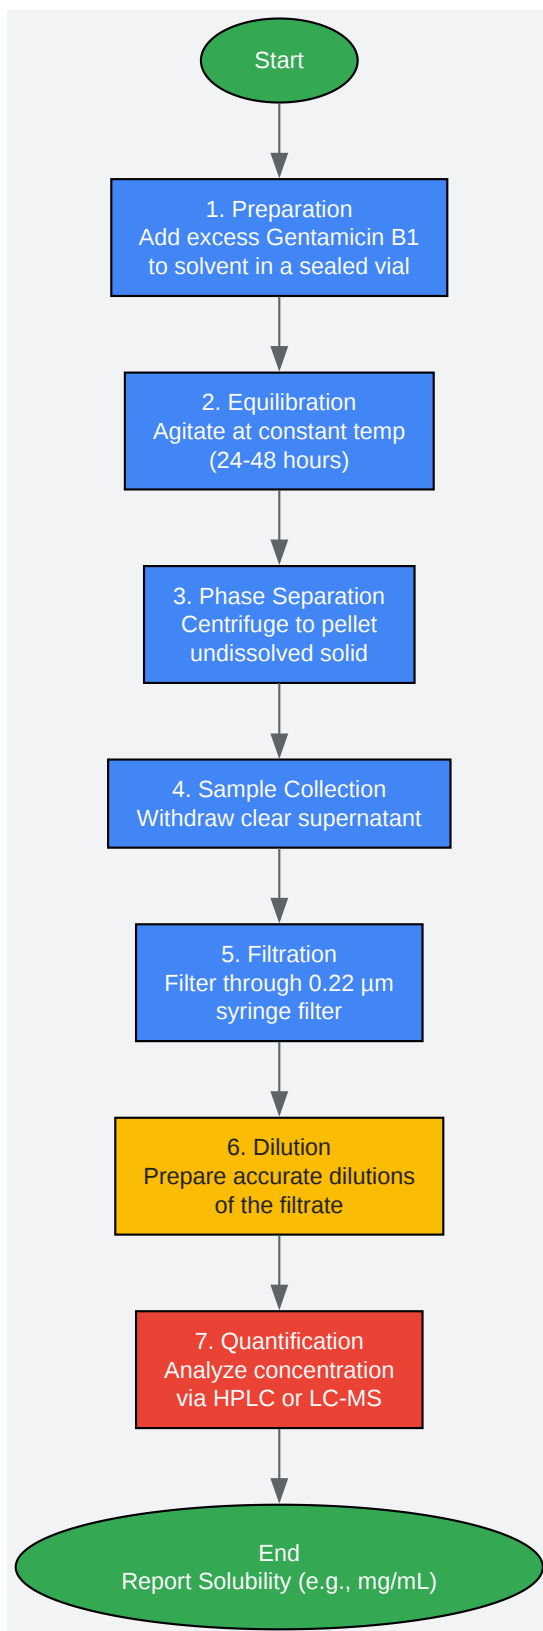 Start
1. Preparation
Add excess Gentamicin B1
to solvent in a sealed vial
2. Equilibration
Agitate at constant temp
(24-48 hours)
3. Phase Separation
Centrifuge to pellet
undissolved solid
4. Sample Collection
Withdraw clear supernatant
5. Filtration
Filter through 0.22 µm
syringe filter
6. Dilution
Prepare accurate dilutions
of the filtrate
7. Quantification
Analyze concentration
via HPLC or LC-MS
End
Report Solubility (e.g., mg/mL)